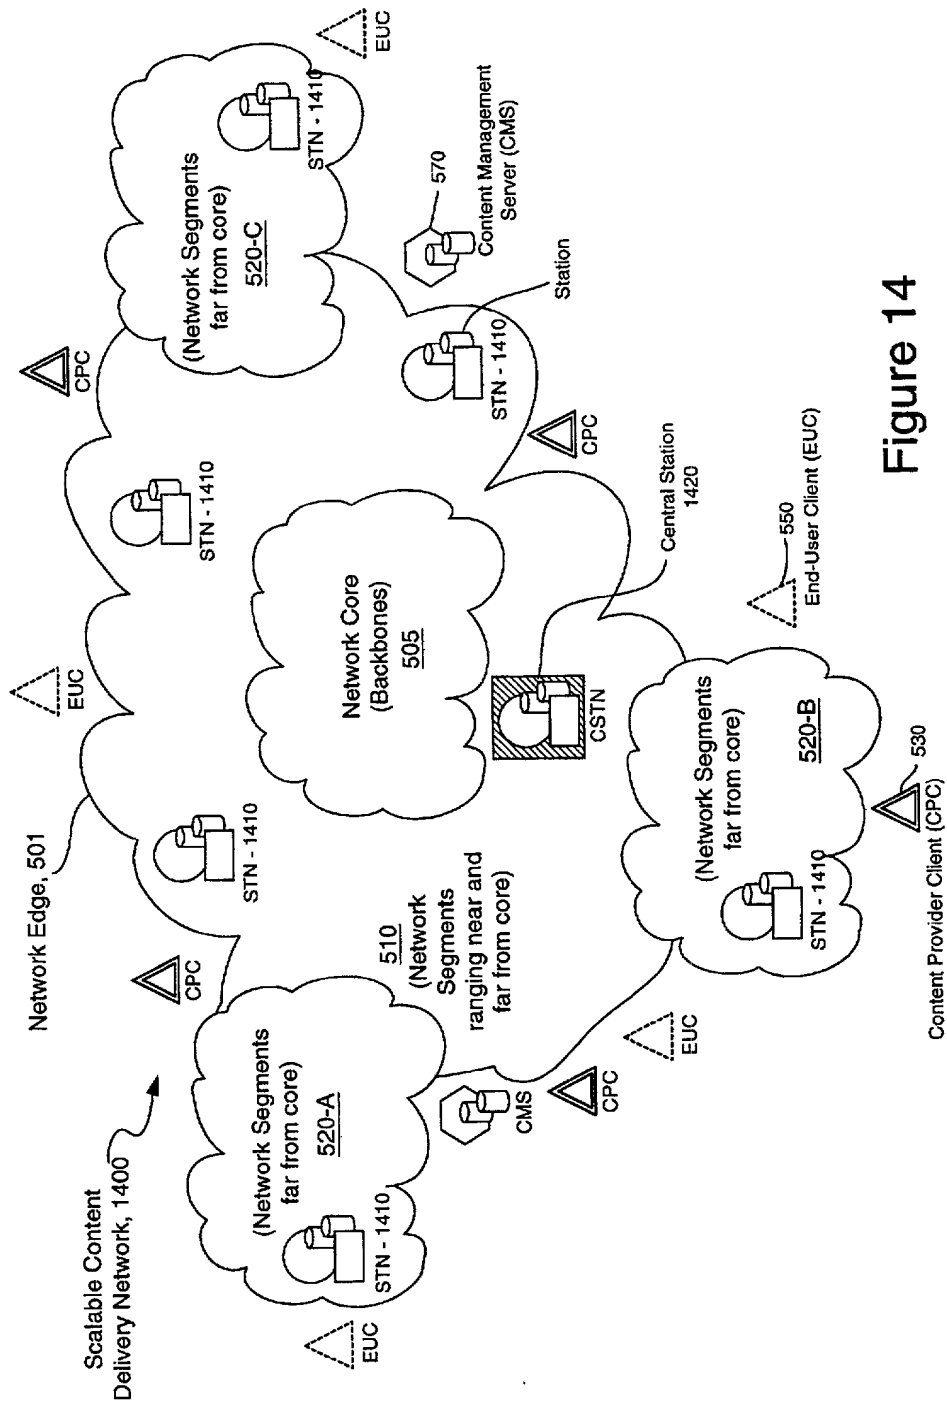 Scalable Content
Delivery Network, 1400
Network Edge, 501
EUC
CPC
CPC
EUC
STN - 1410
STN - 1410
(Network Segments
far from core)
520-C
STN - 1410
EUC
(Network Segments
far from core)
520-A
STN - 1410
EUC
510
(Network
Segments
ranging near and
far from core)
Network Core
(Backbones)
505
STN - 1410
Station
570
Content Management
Server (CMS)
CMS
CPC
EUC
CSTN
Central Station
1420
CPC
(Network Segments
far from core)
520-B
STN - 1410
550
End-User Client (EUC)
530
Content Provider Client (CPC)
Figure 14